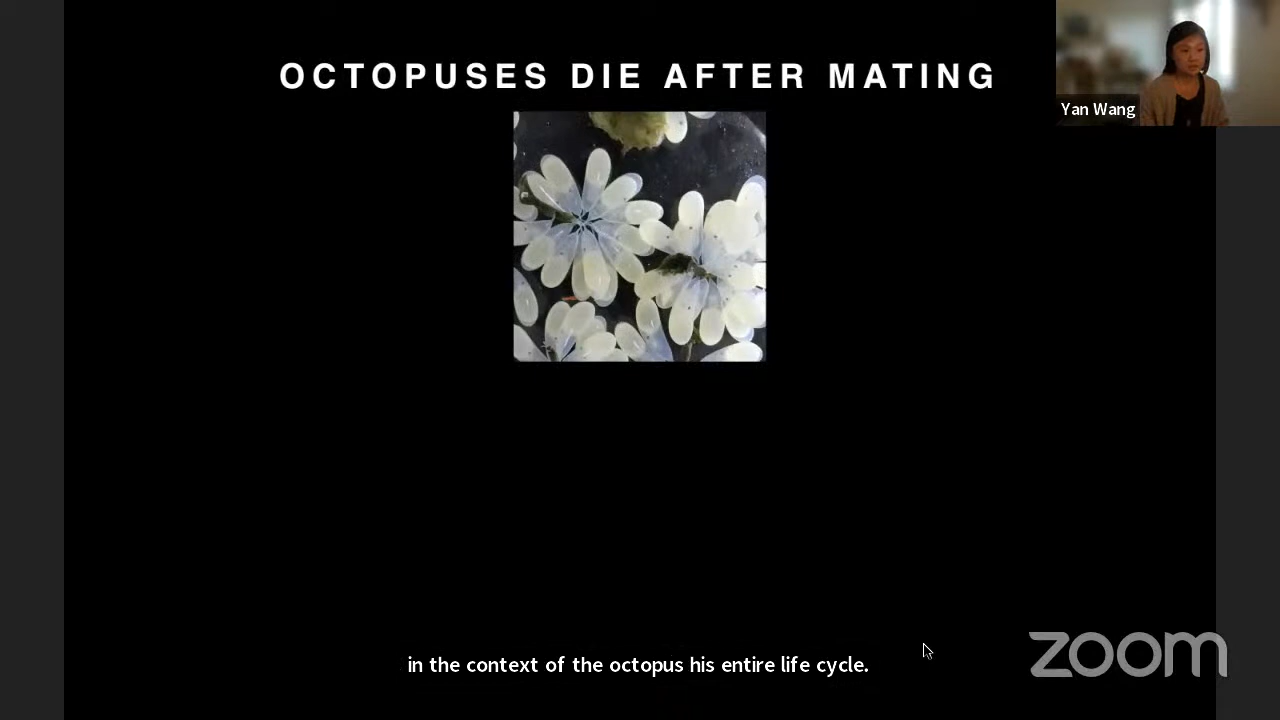 OCTOPUSES DIE AFTER MATING
Yan Wang
in the context of the octopus his entire life cycle.
zoom